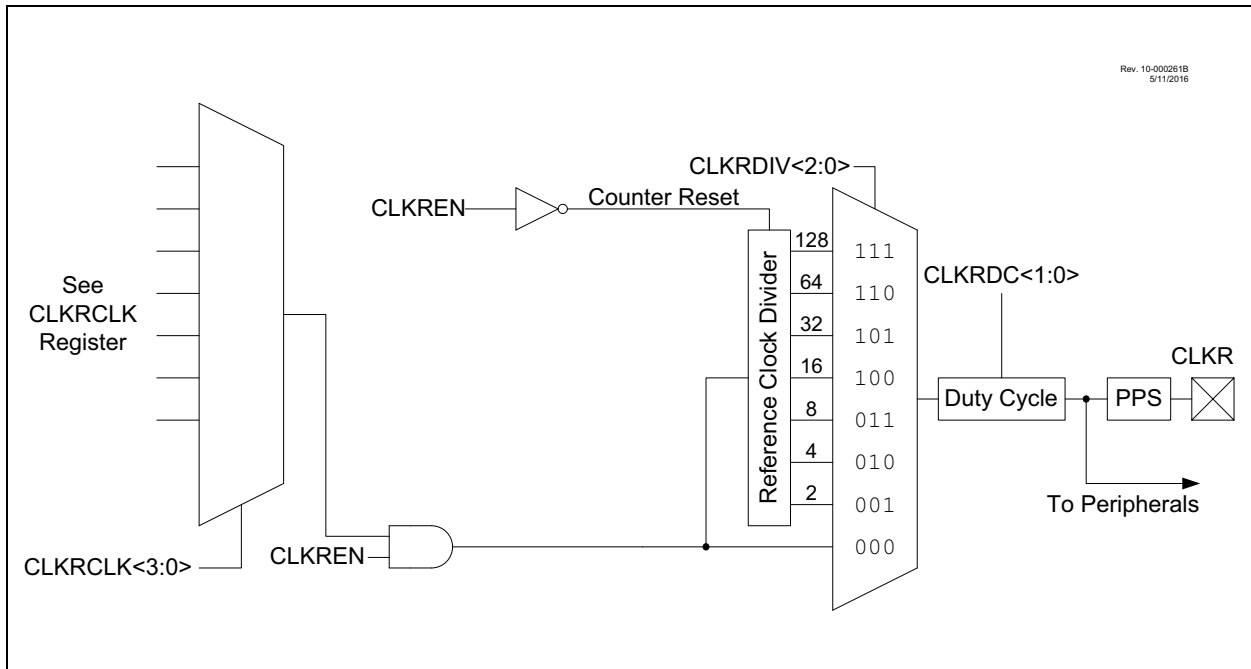 Rev. 10-000261B
5/11/2016
CLKRDIV<2:0>
Counter Reset
CLKREN
128
111
64
110
CLKRDC<1:0>
See
CLKRCLK
Register
32
101
Reference Clock Divider
16
100
CLKR
Duty Cycle
PPS
8
011
4
010
2
001
To Peripherals
000
CLKREN
CLKRCLK<3:0>